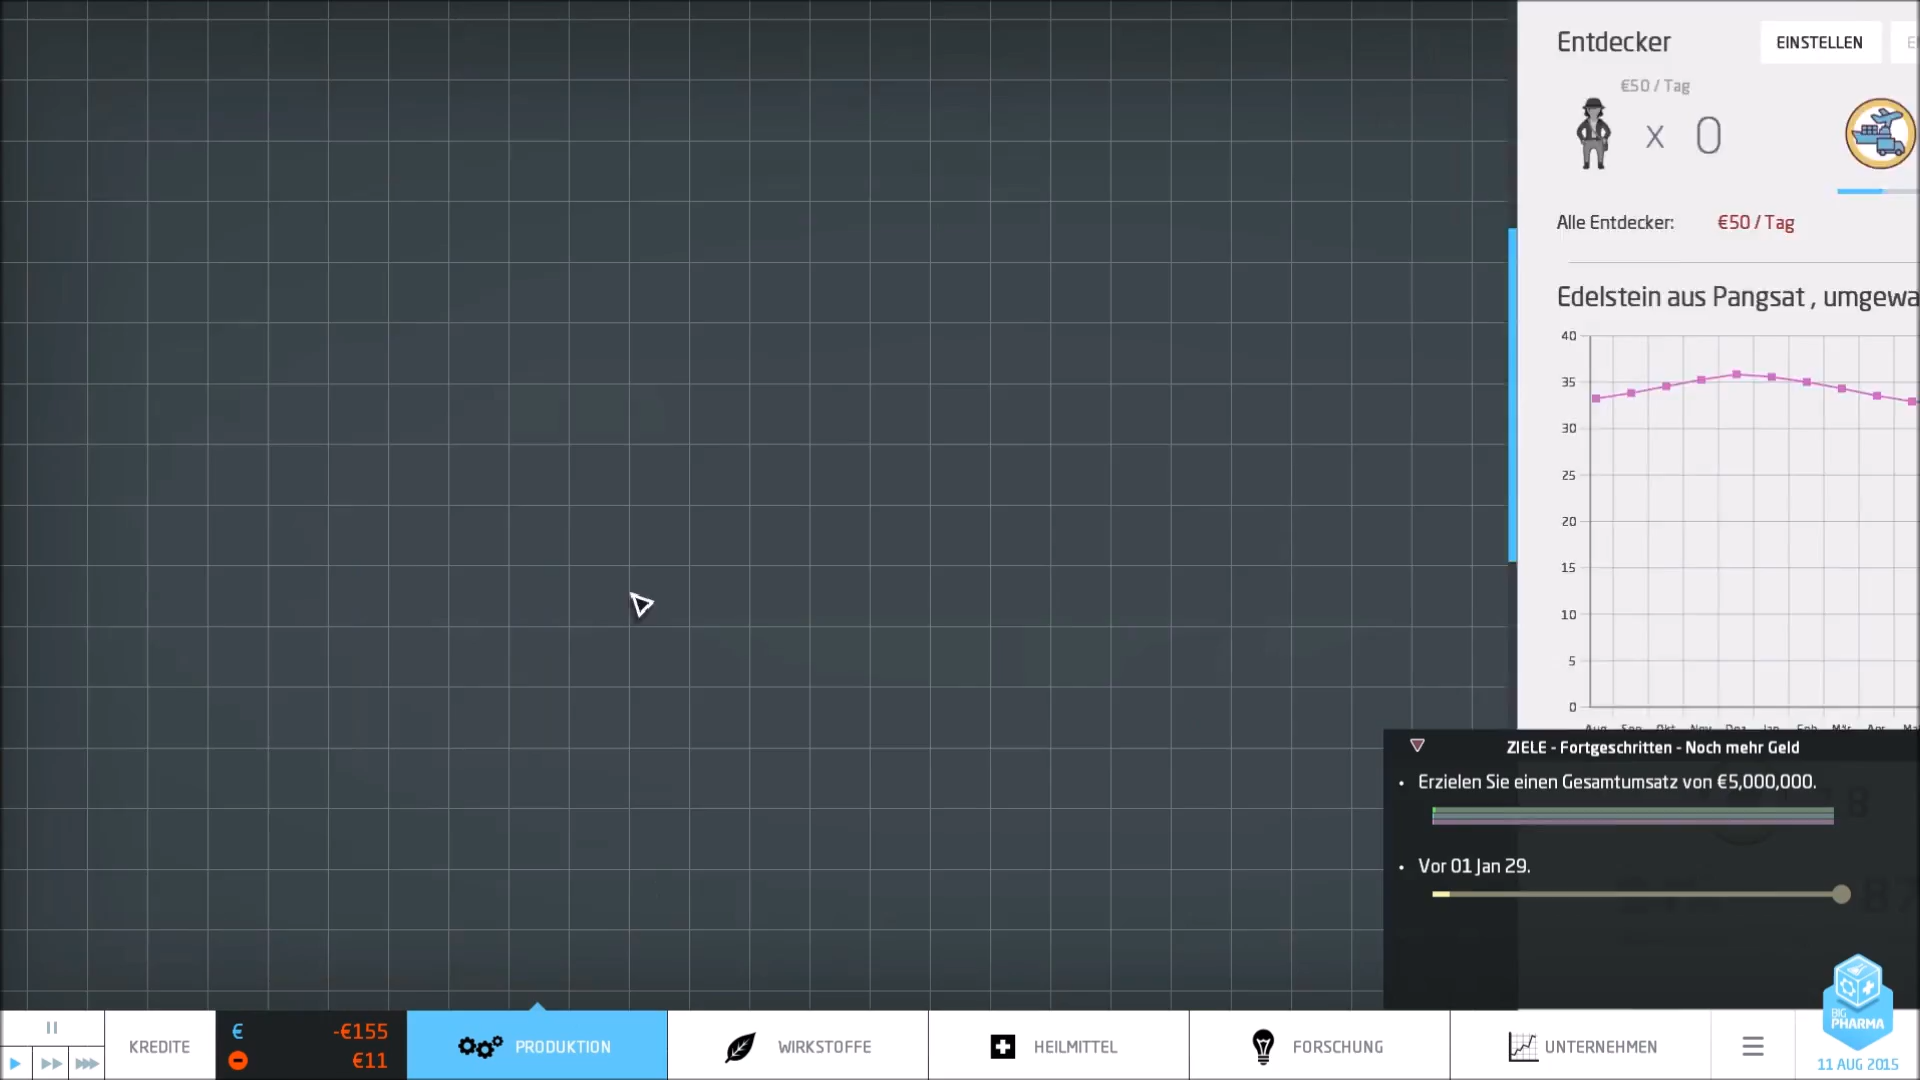 Entdecker
EINSTELLEN
€50 / Tag
X 0
Alle Entdecker: €50 / Tag
Edelstein aus Pangsat , umgewa
40
35
30
25
20
15
10
5
0
ZIELE - Fortgeschritten - Noch mehr Geld
• Erzielen Sie einen Gesamtumsatz von €5,000,000.
• Vor 01 Jan 29.
KREDITE
€ -€155
€11
PRODUKTION
WIRKSTOFFE
HEILMITTEL
FORSCHUNG
UNTERNEHMEN
BIG
PHARMA
11 AUG 2015